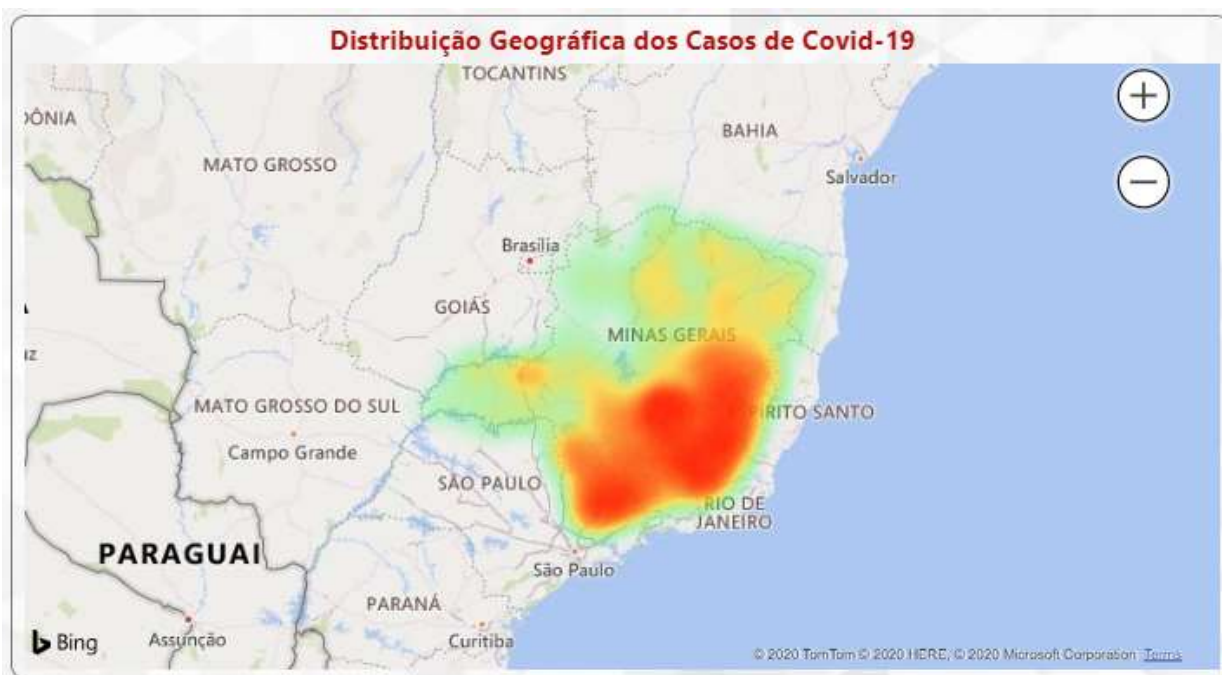 Distribuição Geográfica dos Casos de Covid-19
TOCANTINS
DÔNIA
BAHIA
MATO GROSSO
Salvador
Brasília
GOIÁS
MINAS GERAIS
MATO GROSSO DO SUL
PIRITO SANTO
Campo Grande
SÃO PAULO
RIO DE
JANEIRO
PARAGUAI
São Paulo
PARANÁ
Bing
Assunção
Curitiba
© 2020 TomTom © 2020 HERE, © 2020 Microsoft Corporation Terms